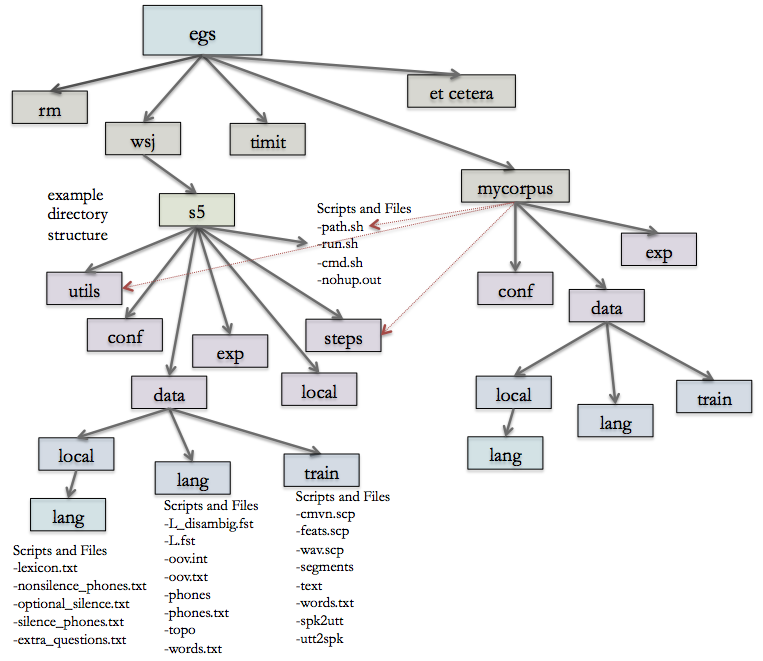 egs
rm
wsj
timit
et cetera
mycorpus
example
directory
structure
s5
Scripts and Files
-path.sh
-run.sh
-cmd.sh
-nohup.out
utils
conf
exp
steps
local
data
conf
exp
data
local
lang
train
lang
local
lang
train
lang
Scripts and Files
-lexicon.txt
-nonsilence_phones.txt
-optional_silence.txt
-silence_phones.txt
-extra_questions.txt
Scripts and Files
-L_disambig.fst
-L.fst
-oov.int
-oov.txt
-phones
-phones.txt
-topo
-words.txt
Scripts and Files
-cmvn.scp
-feats.scp
-wav.scp
-segments
-text
-words.txt
-spk2utt
-utt2spk